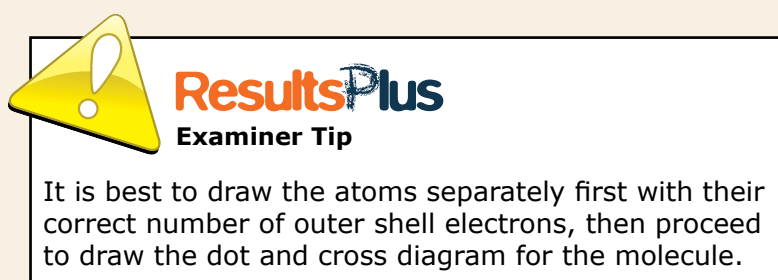 ResultsPlus
Examiner Tip
It is best to draw the atoms separately first with their
correct number of outer shell electrons, then proceed
to draw the dot and cross diagram for the molecule.